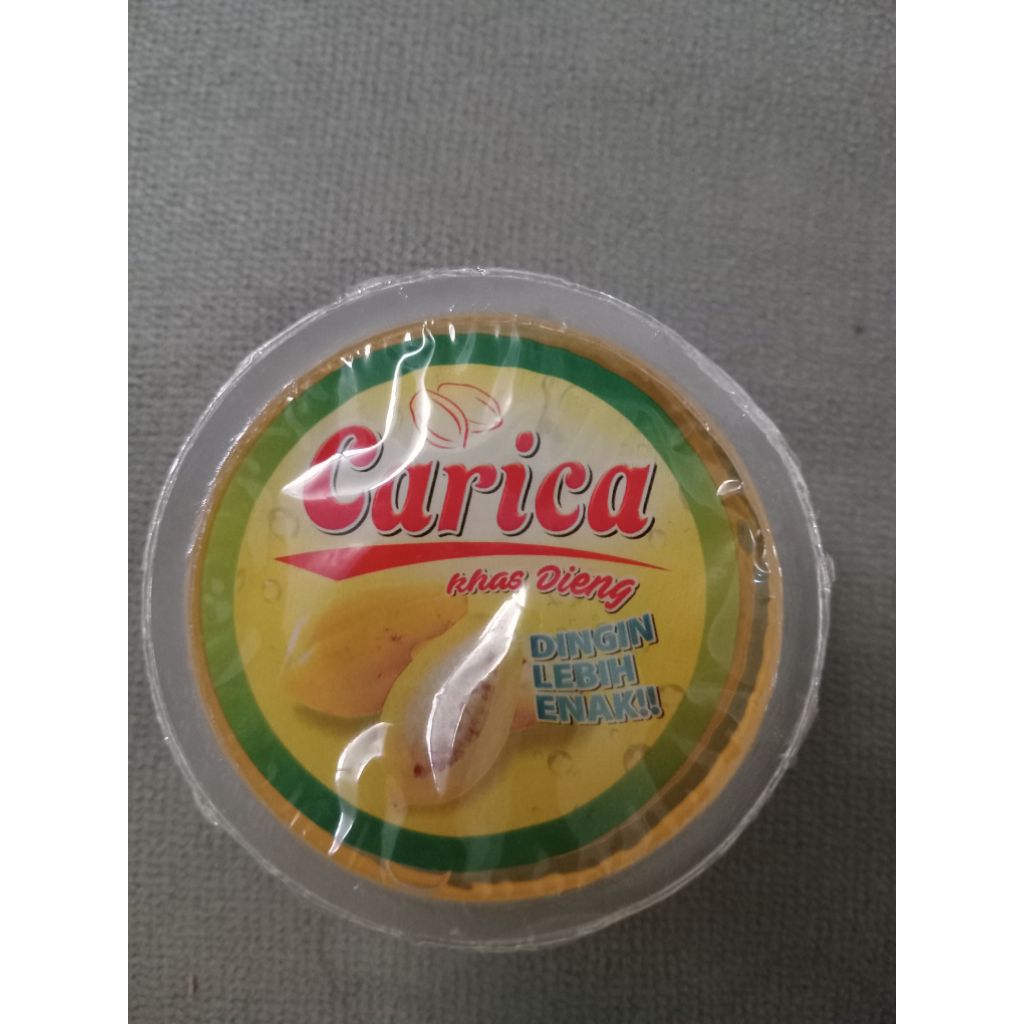 Carica
khas Dieng
DINGIN
LEBIH
ENAK!!